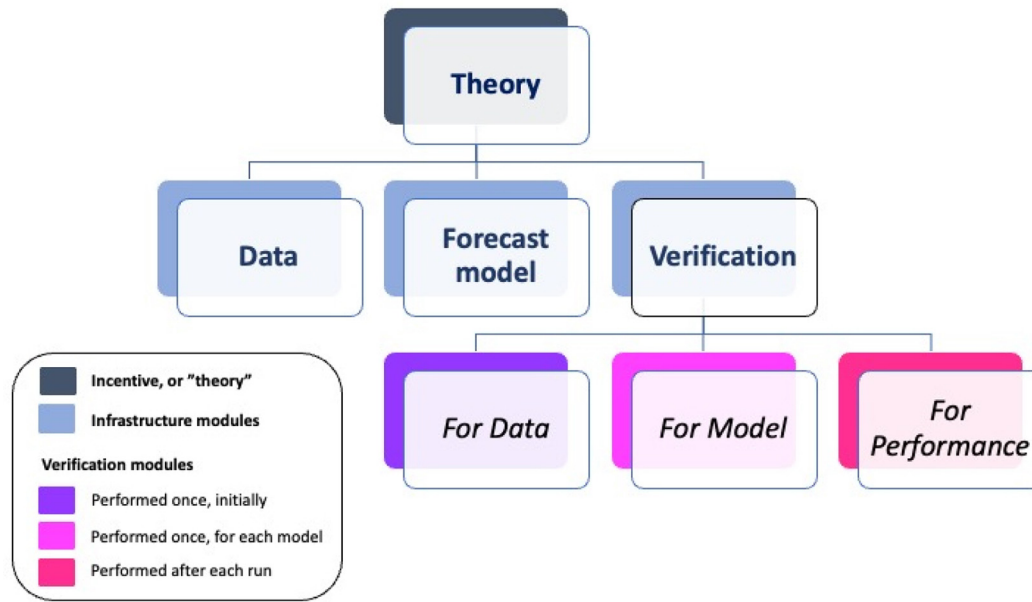 Theory
Data
Forecast
model
Verification
For Data
For Model
For
Performance
Incentive, or ”theory”
Infrastructure modules
Verification modules
Performed once, initially
Performed once, for each model
Performed after each run